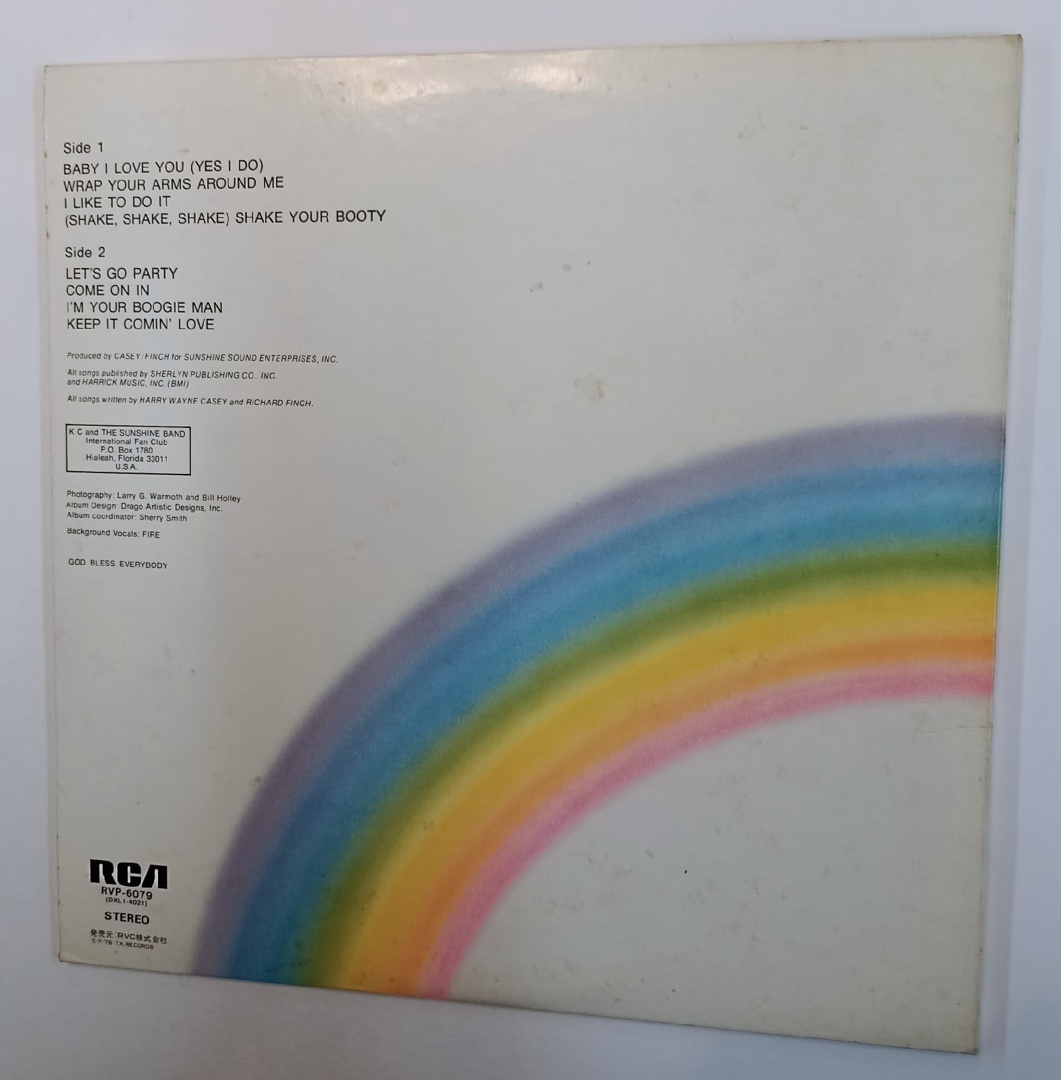 Side 1
BABY I LOVE YOU (YES I DO)
WRAP YOUR ARMS AROUND ME
I LIKE TO DO IT
(SHAKE, SHAKE, SHAKE) SHAKE YOUR BOOTY
Side 2
LET'S GO PARTY
COME ON IN
I'M YOUR BOOGIE MAN
KEEP IT COMIN' LOVE
Produced by CASEY/FINCH for SUNSHINE SOUND ENTERPRISES, INC.
All songs published by SHERLYN PUBLISHING CO., INC.
and HARRICK MUSIC, INC. (BMI)
All songs written by HARRY WAYNE CASEY and RICHARD FINCH.
K C and THE SUNSHINE BAND
International Fan Club
P.O. Box 1780
Hialeah, Florida 33011
U.S.A.
Photography: Larry G. Warmoth and Bill Holley
Album Design: Drago Artistic Designs, Inc.
Album coordinator: Sherry Smith
Background Vocals: FIRE
GOD BLESS EVERYBODY
RCA
RVP-6079
(DXL1-4021)
STEREO
発売元:RVC株式会社
'76 T.K. RECORDS